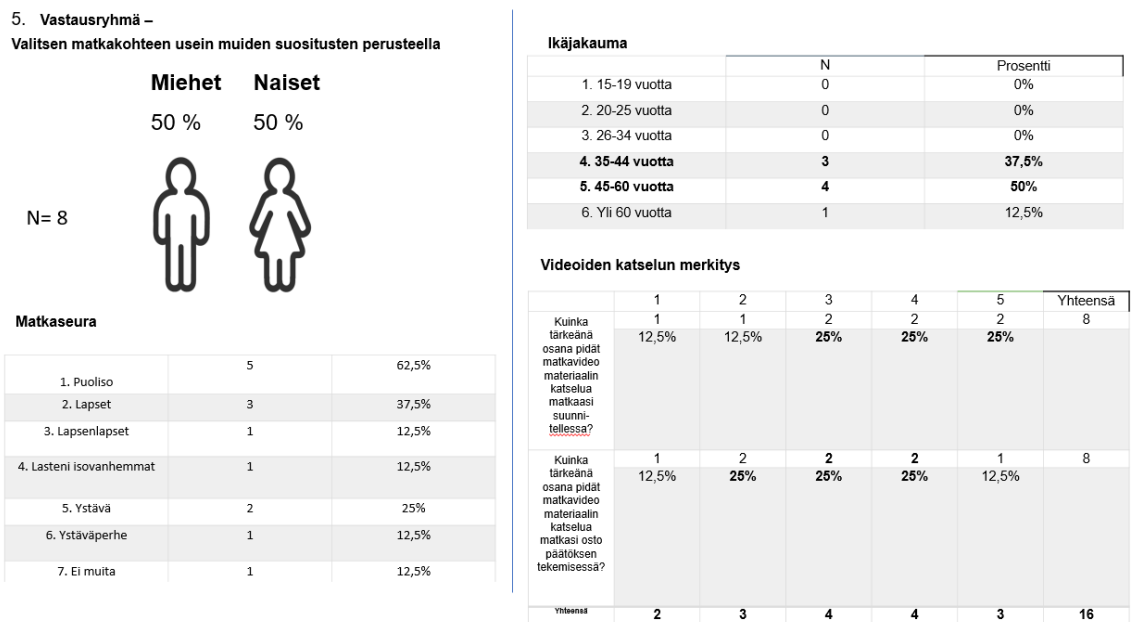 5. Vastausryhmä –
Valitsen matkakohteen usein muiden suositusten perusteella
Miehet Naiset
50 % 50 %
N= 8
Matkaseura
1. Puoliso 5 62,5%
2. Lapset 3 37,5%
3. Lapsenlapset 1 12,5%
4. Lasteni isovanhemmat 1 12,5%
5. Ystävä 2 25%
6. Ystäväperhe 1 12,5%
7. Ei muita 1 12,5%
Ikäjakauma
N Prosentti
1. 15-19 vuotta 0 0%
2. 20-25 vuotta 0 0%
3. 26-34 vuotta 0 0%
4. 35-44 vuotta 3 37,5%
5. 45-60 vuotta 4 50%
6. Yli 60 vuotta 1 12,5%
Videoiden katselun merkitys
1 2 3 4 5 Yhteensä
Kuinka
tärkeänä
osana pidät
matkavideo
materiaalin
katselua
matkaasi
suunni-
tellessa?
1 1 2 2 2 8
12,5% 12,5% 25% 25% 25%
Kuinka
tärkeänä
osana pidät
matkavideo
materiaalin
katselua
matkasi osto
päätöksen
tekemisessä?
1 2 2 2 1 8
12,5% 25% 25% 25% 12,5%
Yhteensä 2 3 4 4 3 16